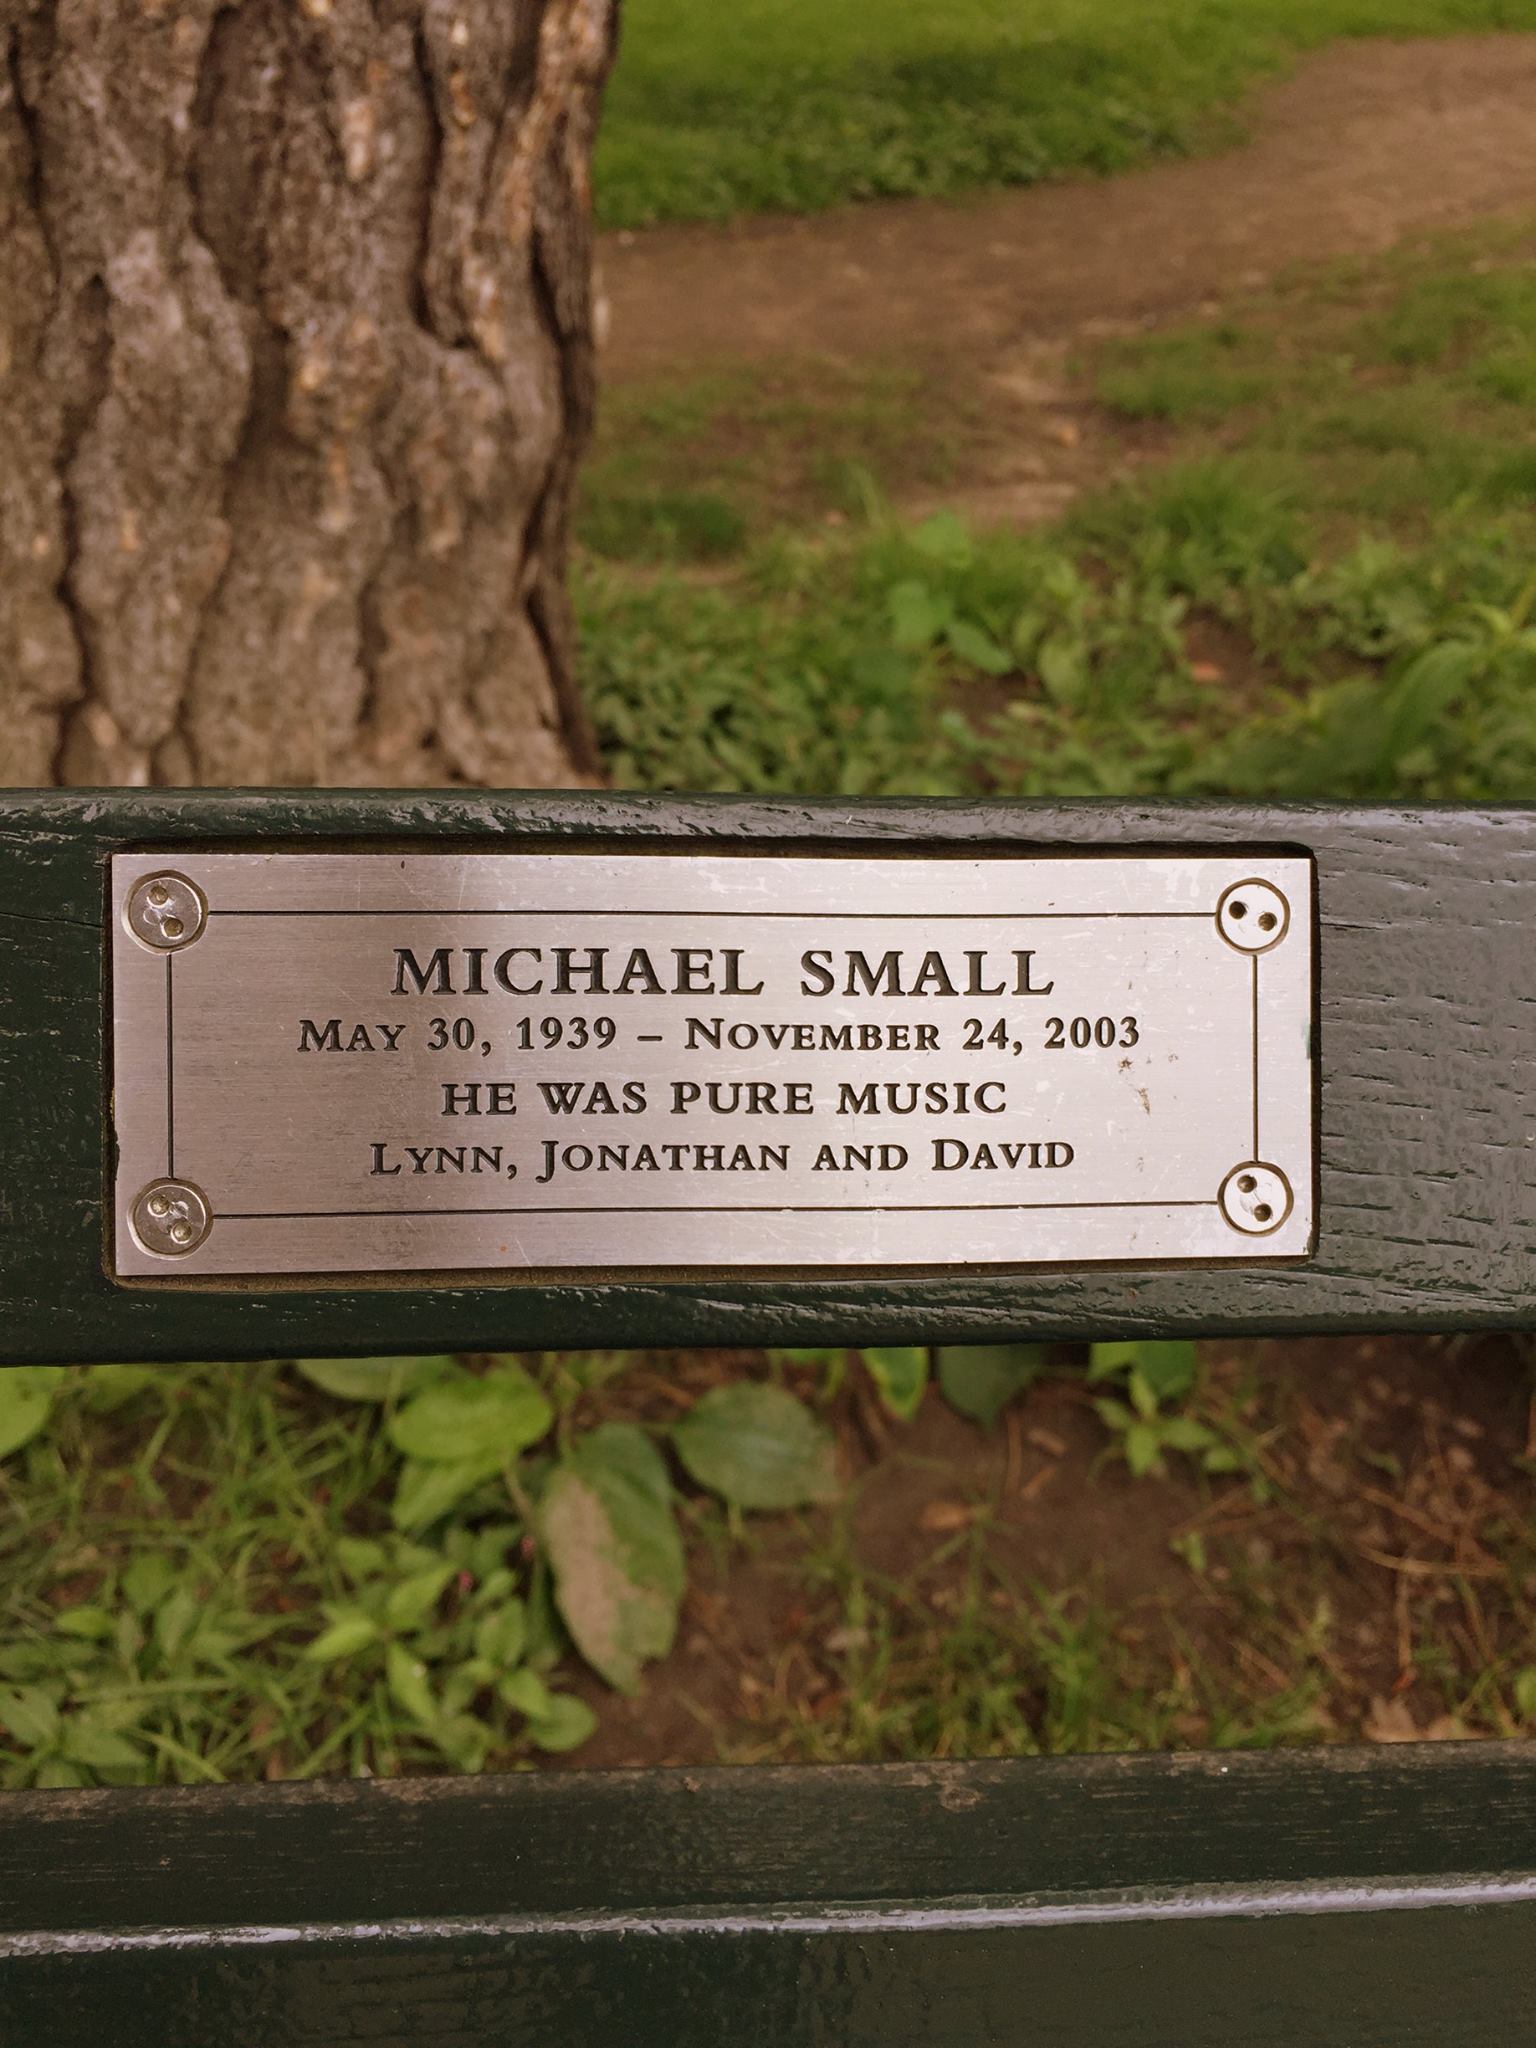 MICHAEL SMALL
MAY 30, 1939 – NOVEMBER 24, 2003
HE WAS PURE MUSIC
LYNN, JONATHAN AND DAVID